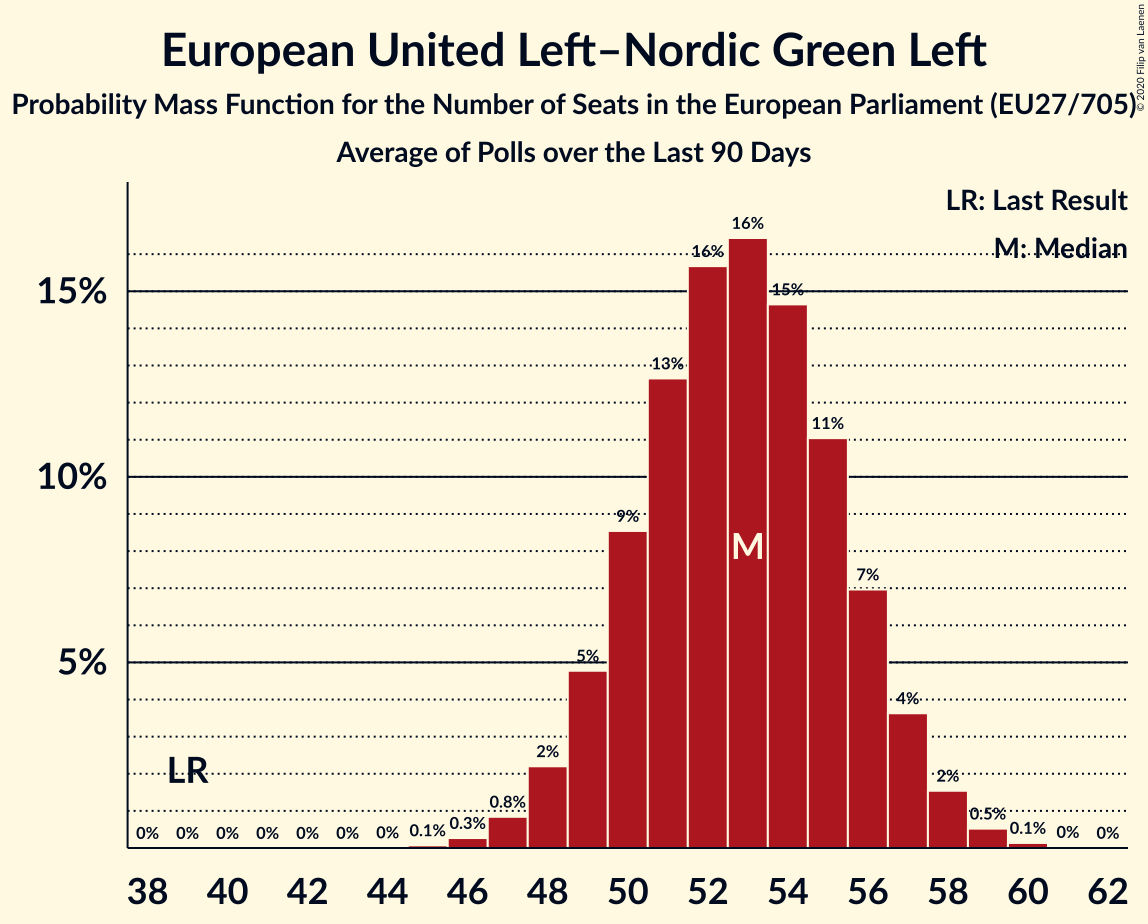 European United Left–Nordic Green Left
Probability Mass Function for the Number of Seats in the European Parliament (EU27/705)
Average of Polls over the Last 90 Days
© 2020 Filip van Laenen
LR: Last Result
M: Median
16%
16%
15%
15%
13%
11%
10%
9%
M
7%
5%
5%
4%
2%
2%
LR
0.8%
0.5%
0.3%
0.1%
0.1%
0% 0% 0% 0% 0% 0% 0% 0% 0%
38 40 42 44 46 48 50 52 54 56 58 60 62